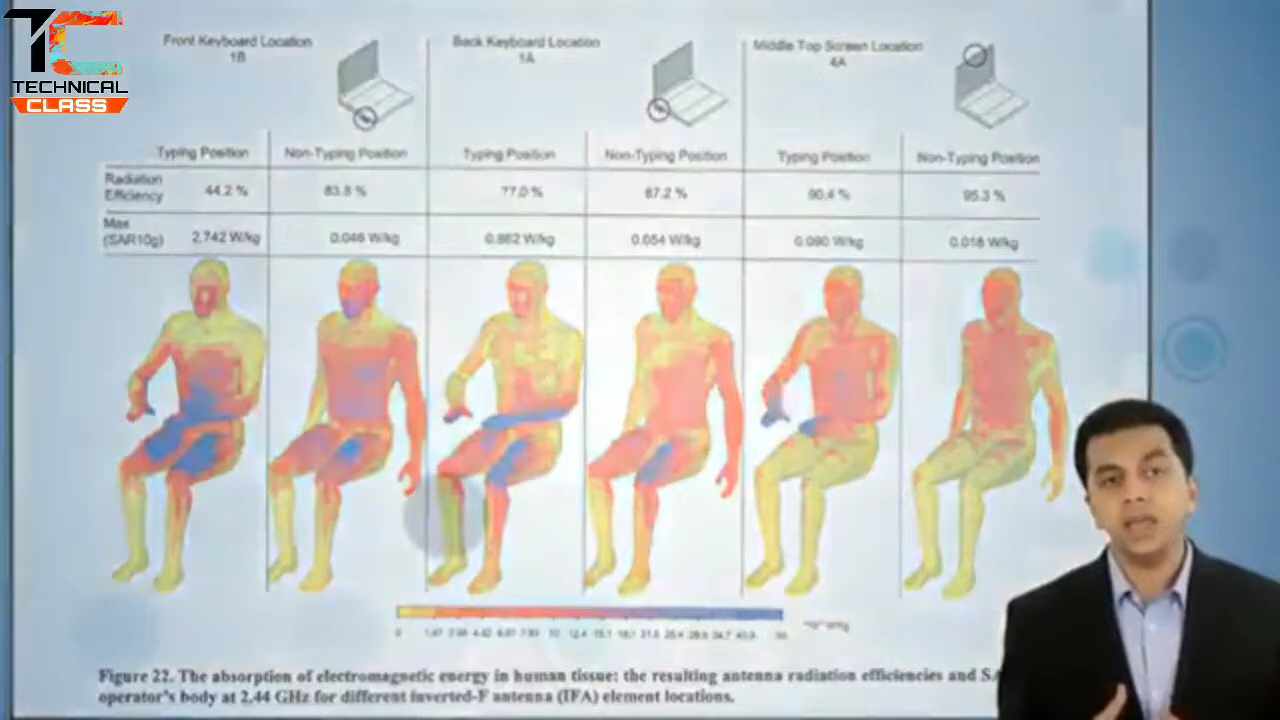 TC
TECHNICAL
CLASS
Front Keyboard Location
1B
Back Keyboard Location
1A
Middle Top Screen Location
4A
Typing Position
Non-Typing Position
Typing Position
Non-Typing Position
Typing Position
Non-Typing Position
Radiation
Efficiency
44.2 %
83.8 %
77.0 %
87.2 %
90.4 %
95.3 %
Max
(SAR10g)
2.742 W/kg
0.046 W/kg
0.882 W/kg
0.054 W/kg
0.090 W/kg
0.018 W/kg
Figure 22. The absorption of electromagnetic energy in human tissue: the resulting antenna radiation efficiencies and
operator's body at 2.44 GHz for different inverted-F antenna (IFA) element locations.